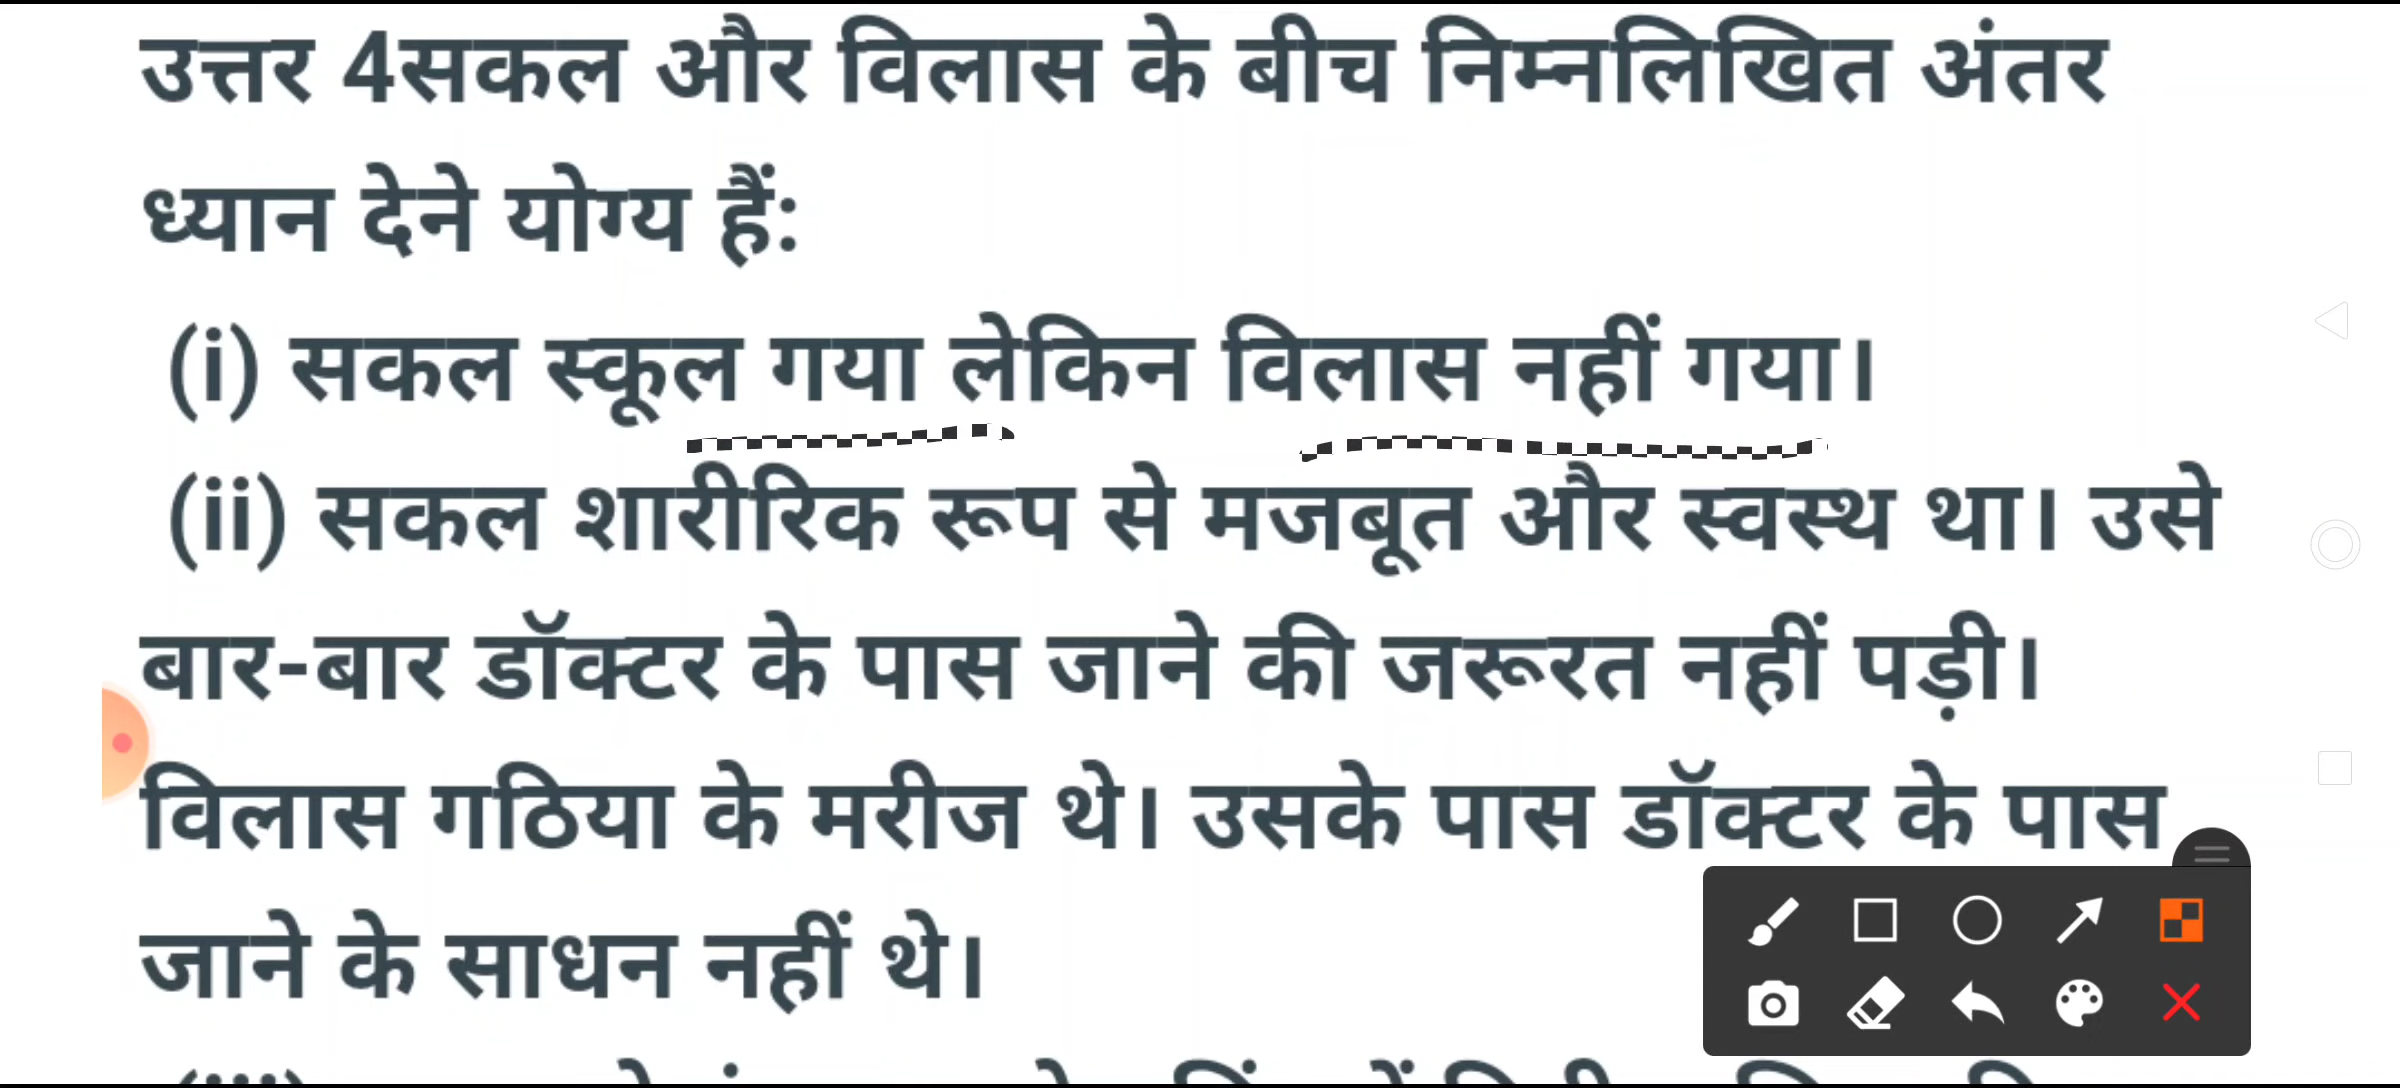 उत्तर 4सकल और विलास के बीच निम्नलिखित अंतर
ध्यान देने योग्य हैं:
(i) सकल स्कूल गया लेकिन विलास नहीं गया।
(ii) सकल शारीरिक रूप से मजबूत और स्वस्थ था। उसे
बार-बार डॉक्टर के पास जाने की जरूरत नहीं पड़ी।
विलास गठिया के मरीज थे। उसके पास डॉक्टर के पास
जाने के साधन नहीं थे।